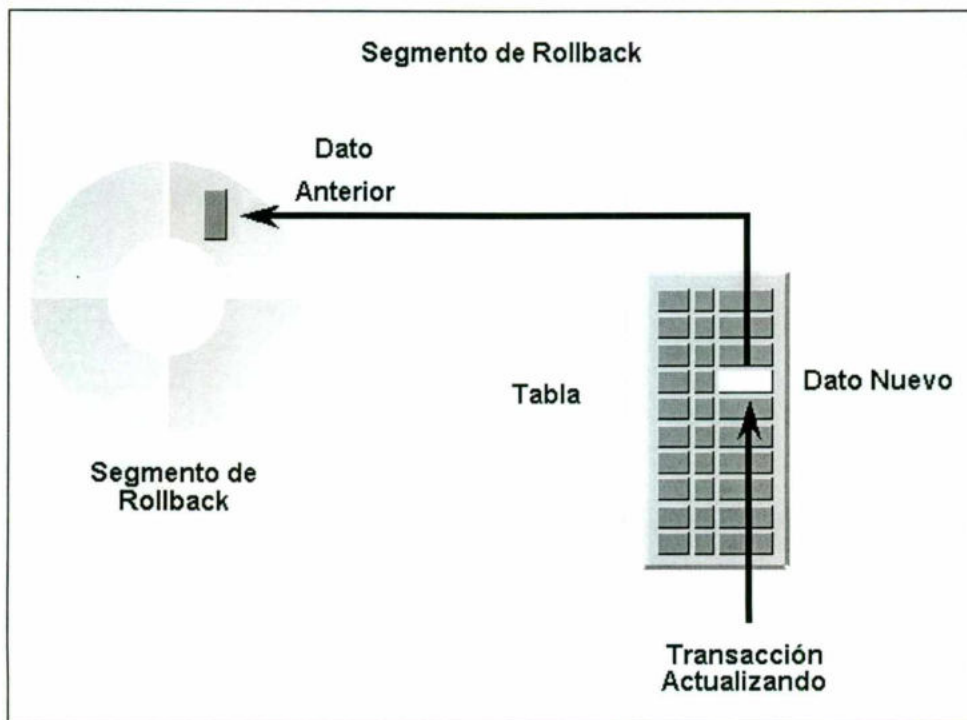 Segmento de Rollback
Dato
Anterior
Tabla
Dato Nuevo
Segmento de
Rollback
Transacción
Actualizando